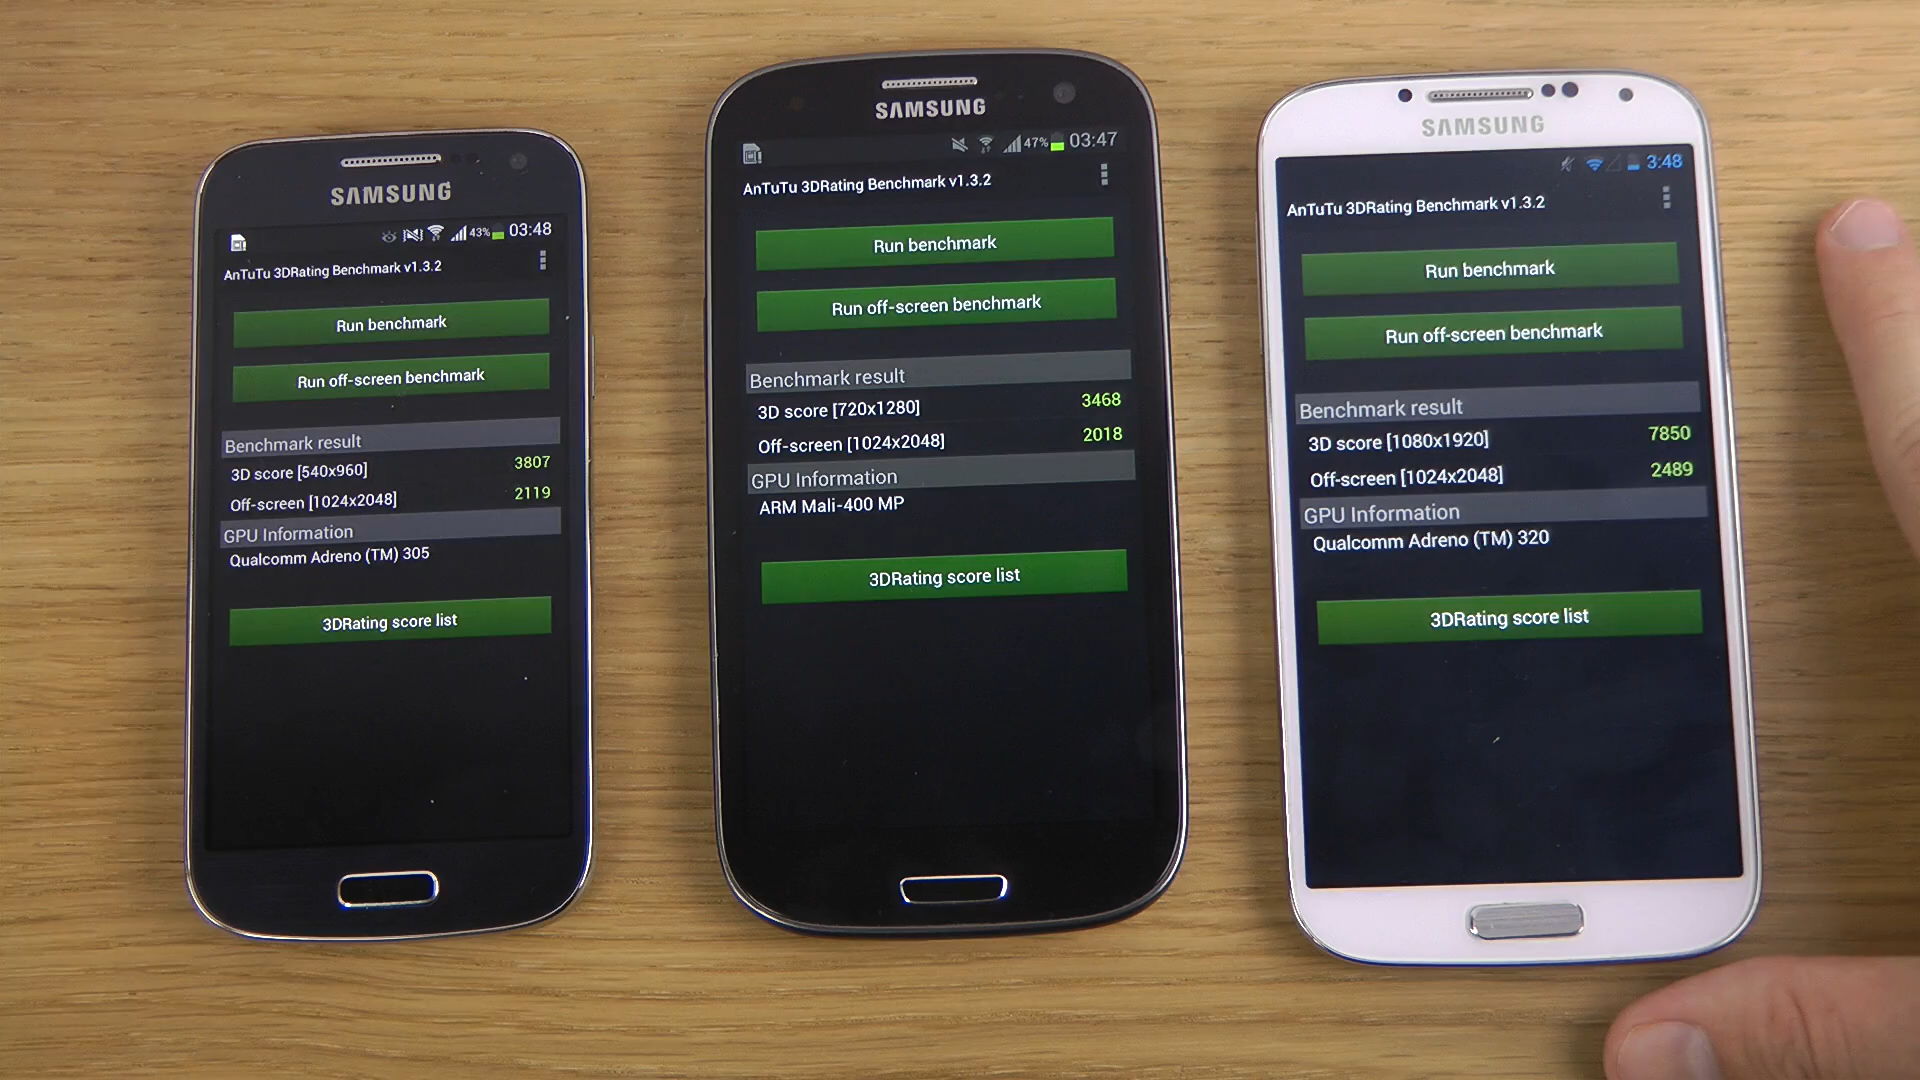 SAMSUNG
43% 03:48
AnTuTu 3DRating Benchmark v1.3.2
Run benchmark
Run off-screen benchmark
Benchmark result
3D score [540x960] 3807
Off-screen [1024x2048] 2119
GPU Information
Qualcomm Adreno (TM) 305
3DRating score list
SAMSUNG
47% 03:47
AnTuTu 3DRating Benchmark v1.3.2
Run benchmark
Run off-screen benchmark
Benchmark result
3D score [720x1280] 3468
Off-screen [1024x2048] 2018
GPU Information
ARM Mali-400 MP
3DRating score list
SAMSUNG
3:48
AnTuTu 3DRating Benchmark v1.3.2
Run benchmark
Run off-screen benchmark
Benchmark result
3D score [1080x1920] 7850
Off-screen [1024x2048] 2489
GPU Information
Qualcomm Adreno (TM) 320
3DRating score list